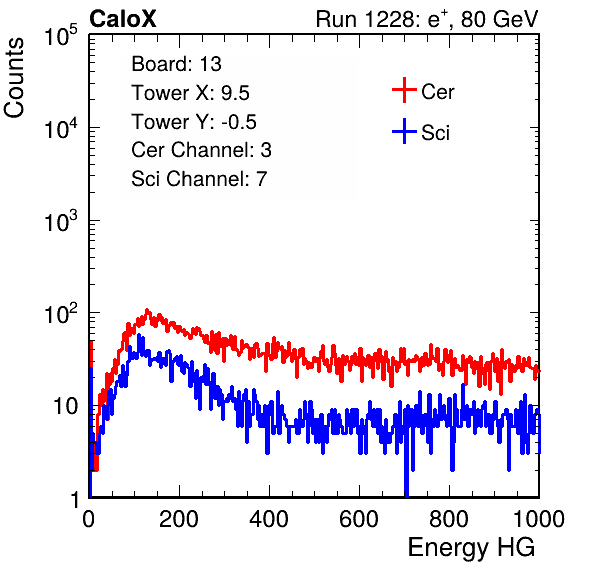 CaloX Run 1228: e+, 80 GeV
Counts
Board: 13
Tower X: 9.5
Tower Y: -0.5
Cer Channel: 3
Sci Channel: 7
Cer
Sci
10^5
10^4
10^3
10^2
10
1
0 200 400 600 800 1000
Energy HG